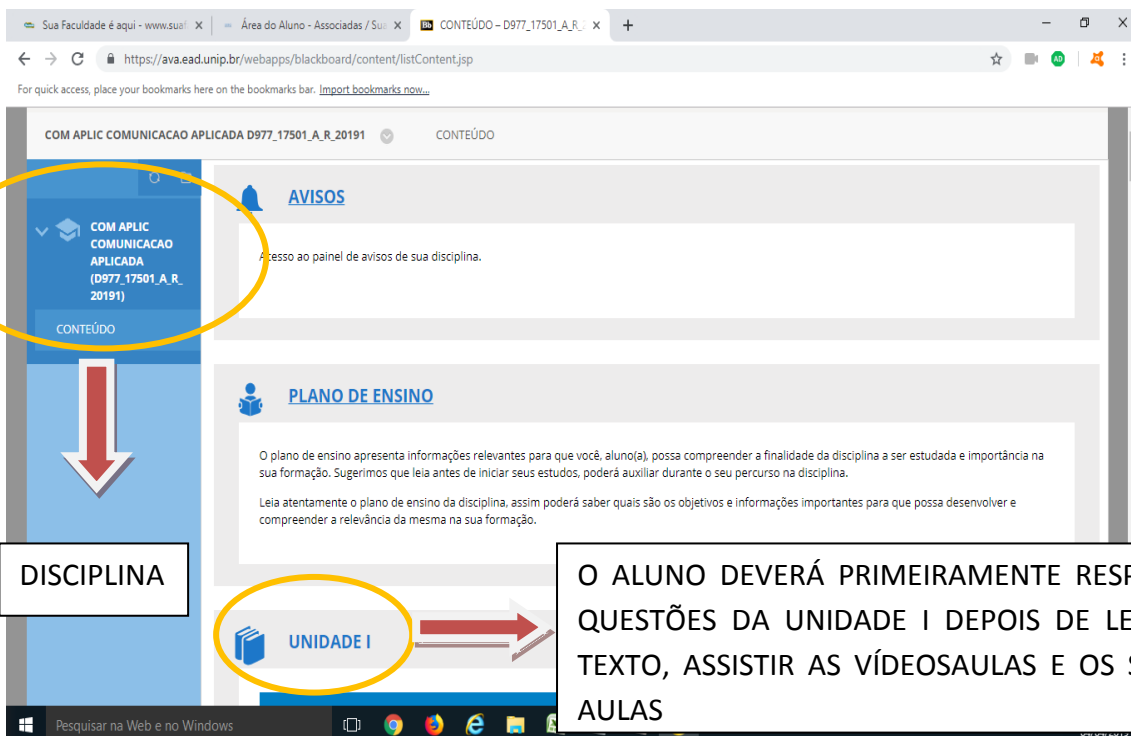 Sua Faculdade é aqui - www.suaf
Área do Aluno - Associadas / Sua
CONTEÚDO – D977_17501_A_R_2
https://ava.ead.unip.br/webapps/blackboard/content/listContent.jsp
For quick access, place your bookmarks here on the bookmarks bar. Import bookmarks now...
COM APLIC COMUNICACAO APLICADA D977_17501_A_R_20191
CONTEÚDO
AVISOS
COM APLIC
COMUNICACAO
APLICADA
(D977_17501_A_R_
20191)
Acesso ao painel de avisos de sua disciplina.
CONTEÚDO
PLANO DE ENSINO
O plano de ensino apresenta informações relevantes para que você, aluno(a), possa compreender a finalidade da disciplina a ser estudada e importância na
sua formação. Sugerimos que leia antes de iniciar seus estudos, poderá auxiliar durante o seu percurso na disciplina.
Leia atentamente o plano de ensino da disciplina, assim poderá saber quais são os objetivos e informações importantes para que possa desenvolver e
compreender a relevância da mesma na sua formação.
DISCIPLINA
UNIDADE I
O ALUNO DEVERÁ PRIMEIRAMENTE RESP
QUESTÕES DA UNIDADE I DEPOIS DE LE
TEXTO, ASSISTIR AS VÍDEOSAULAS E OS S
AULAS
Pesquisar na Web e no Windows